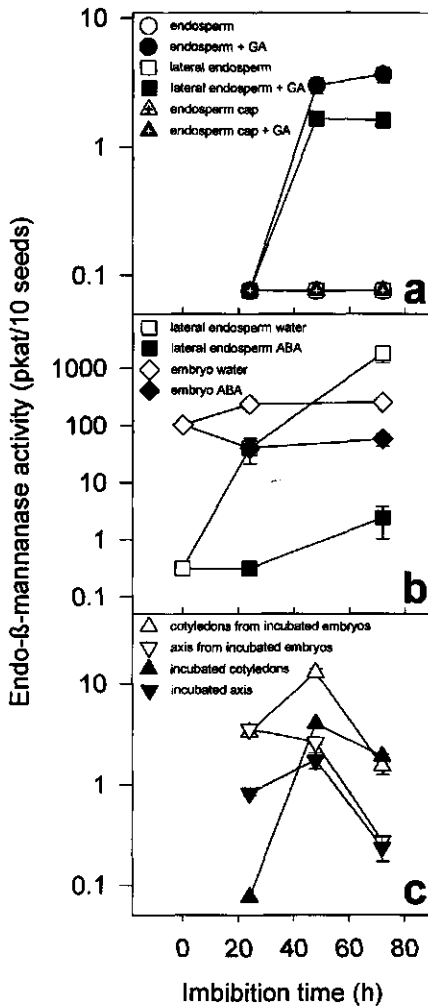 Endo-ß-mannanase activity (pkat/10 seeds)
10
1
0.1
endosperm
endosperm + GA
lateral endosperm
lateral endosperm + GA
endosperm cap
endosperm cap + GA
a
1000
100
10
1
0.1
lateral endosperm water
lateral endosperm ABA
embryo water
embryo ABA
b
10
1
0.1
cotyledons from incubated embryos
axis from incubated embryos
incubated cotyledons
incubated axis
c
0 20 40 60 80
Imbibition time (h)